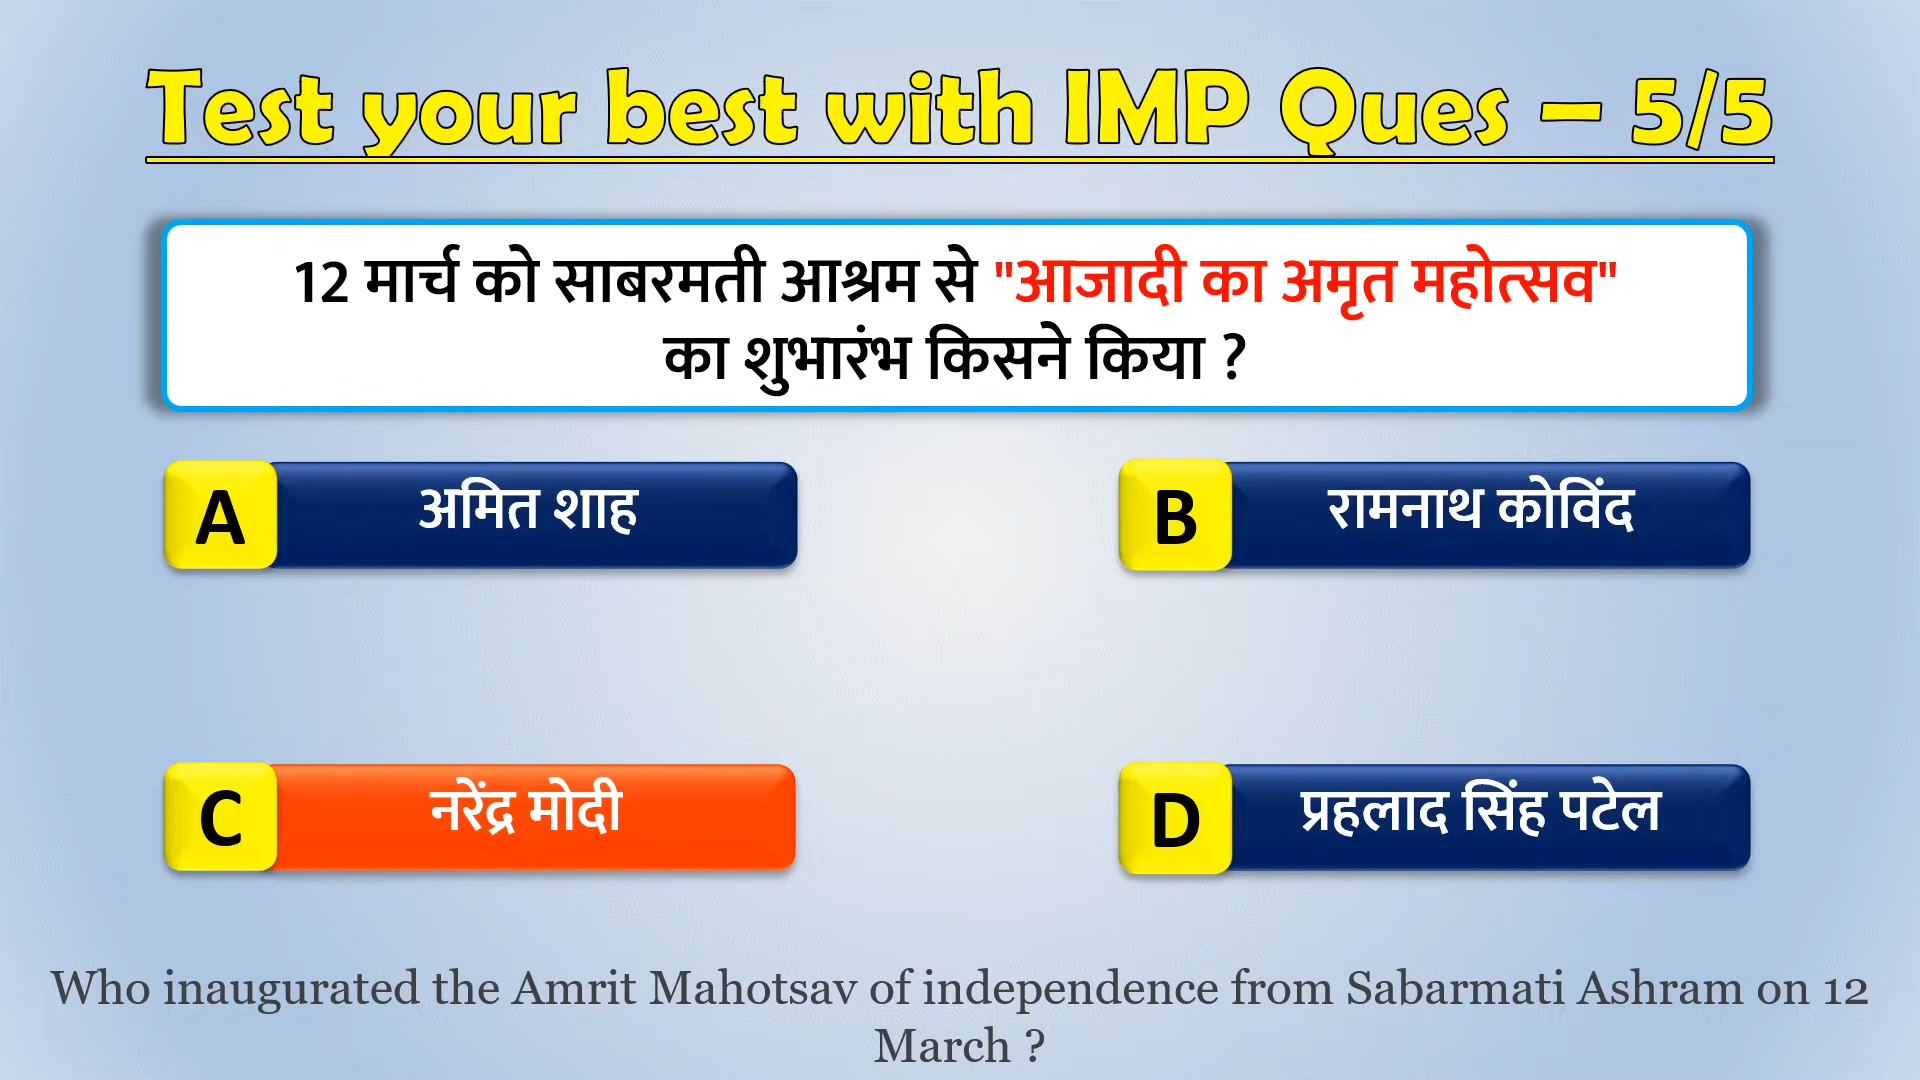 Test your best with IMP Ques – 5/5
12 मार्च को साबरमती आश्रम से "आजादी का अमृत महोत्सव"
का शुभारंभ किसने किया ?
A अमित शाह
B रामनाथ कोविंद
C नरेंद्र मोदी
D प्रहलाद सिंह पटेल
Who inaugurated the Amrit Mahotsav of independence from Sabarmati Ashram on 12
March ?